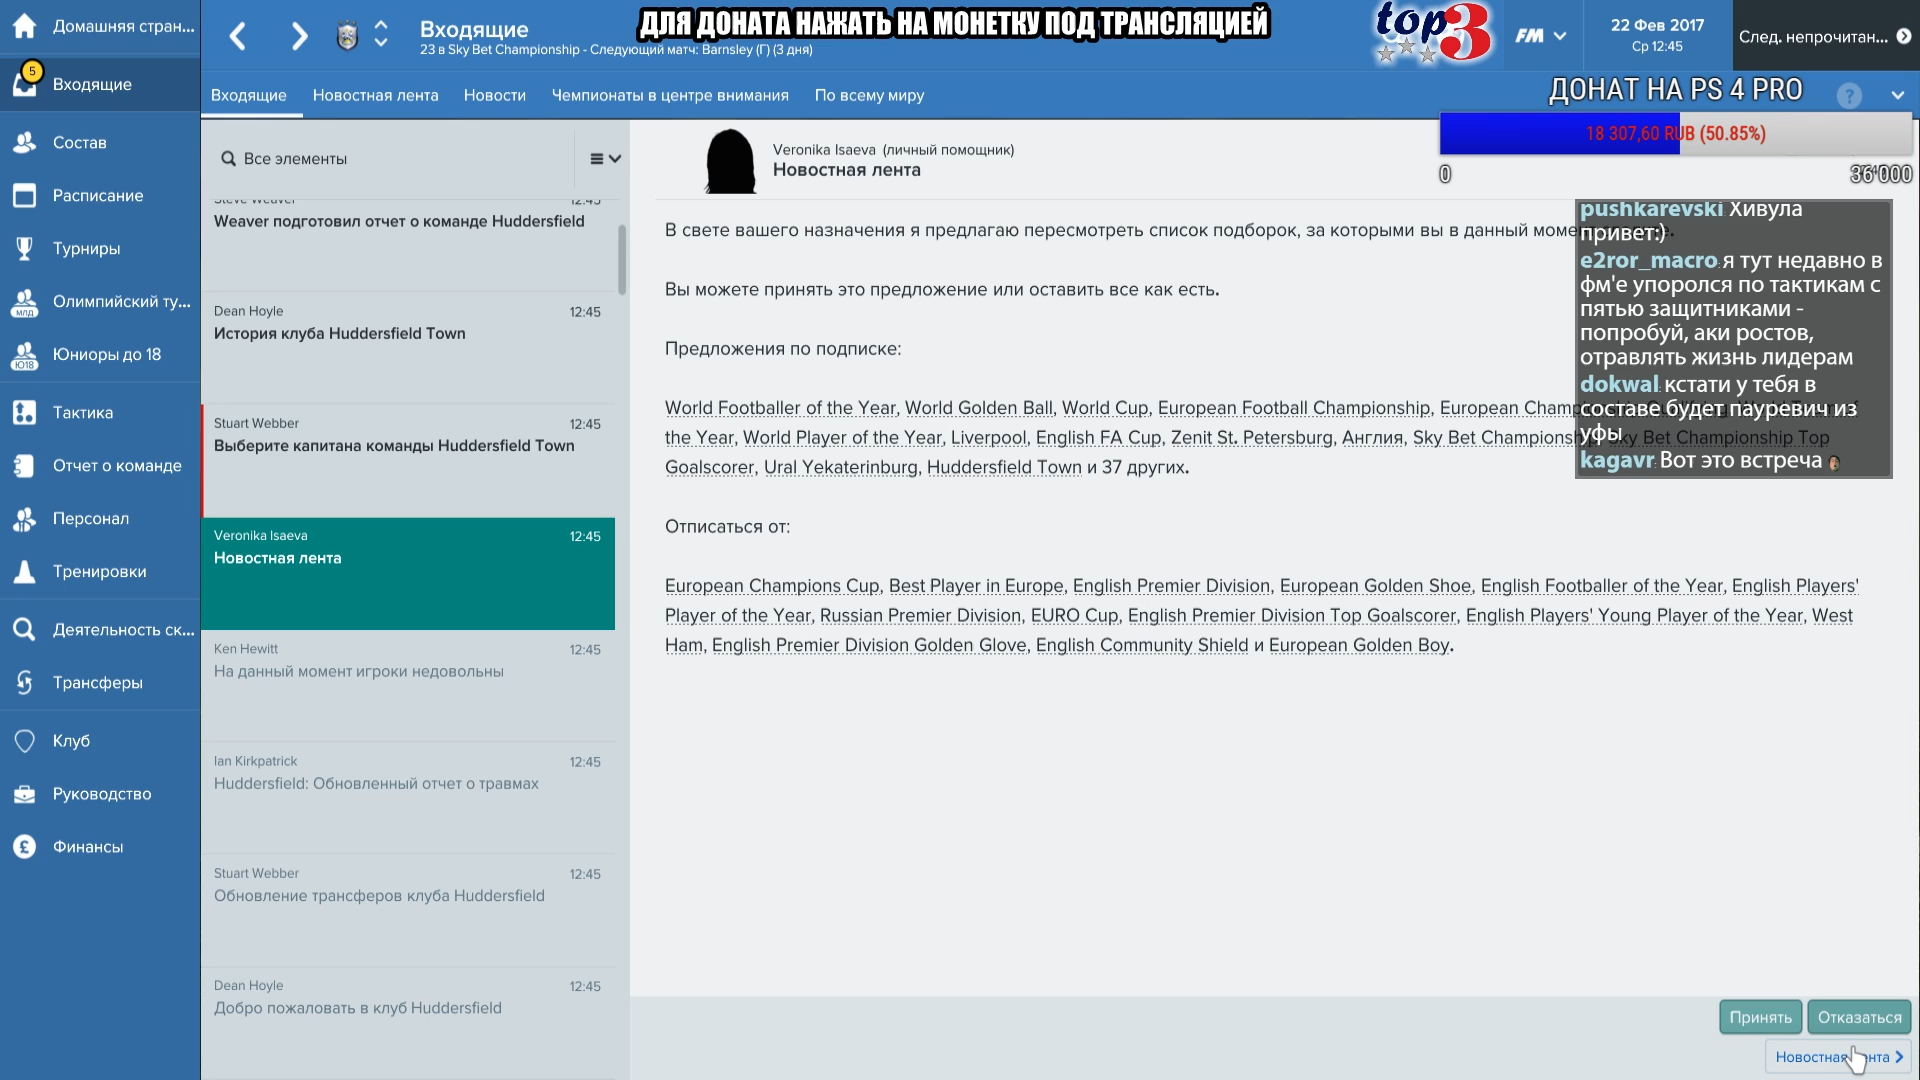 Домашняя стран...
Входящие
23 в Sky Bet Championship - Следующий матч: Barnsley (Г) (3 дня)
ДЛЯ ДОНАТА НАЖАТЬ НА МОНЕТКУ ПОД ТРАНСЛЯЦИЕЙ
top3
FM
22 Фев 2017
Ср 12:45
След. непрочитан...
5
Входящие
Входящие
Новостная лента
Новости
Чемпионаты в центре внимания
По всему миру
ДОНАТ НА PS 4 PRO
?
18 307,60 RUB (50.85%)
0
36'000
Состав
Расписание
Турниры
МЛД
Олимпийский ту...
Ю18
Юниоры до 18
Тактика
Отчет о команде
Персонал
Тренировки
Деятельность ск...
Трансферы
Клуб
Руководство
£
Финансы
Все элементы
Steve Weaver
12:45
Weaver подготовил отчет о команде Huddersfield
Dean Hoyle
12:45
История клуба Huddersfield Town
Stuart Webber
12:45
Выберите капитана команды Huddersfield Town
Veronika Isaeva
12:45
Новостная лента
Ken Hewitt
12:45
На данный момент игроки недовольны
Ian Kirkpatrick
12:45
Huddersfield: Обновленный отчет о травмах
Stuart Webber
12:45
Обновление трансферов клуба Huddersfield
Dean Hoyle
12:45
Добро пожаловать в клуб Huddersfield
Veronika Isaeva (личный помощник)
Новостная лента
В свете вашего назначения я предлагаю пересмотреть список подборок, за которыми вы в данный
Вы можете принять это предложение или оставить все как есть.
Предложения по подписке:
World Footballer of the Year, World Golden Ball, World Cup, European Football Championship, European
the Year, World Player of the Year, Liverpool, English FA Cup, Zenit St. Petersburg, Англия, Sky Bet Sky Bet Championship Top
Goalscorer, Ural Yekaterinburg, Huddersfield Town и 37 других.
Отписаться от:
European Champions Cup, Best Player in Europe, English Premier Division, European Golden Shoe, English Footballer of the Year, English Players'
Player of the Year, Russian Premier Division, EURO Cup, English Premier Division Top Goalscorer, English Players' Young Player of the Year, West
Ham, English Premier Division Golden Glove, English Community Shield и European Golden Boy.
pushkarevski: Хивула
привет:)
e2ror_macro: я тут недавно в
фм'е упоролся по тактикам с
пятью защитниками -
попробуй, аки ростов,
отравлять жизнь лидерам
dokwal: кстати у тебя в
составе будет пауревич из
уфы
kagavr: Вот это встреча
Принять
Отказаться
Новостная